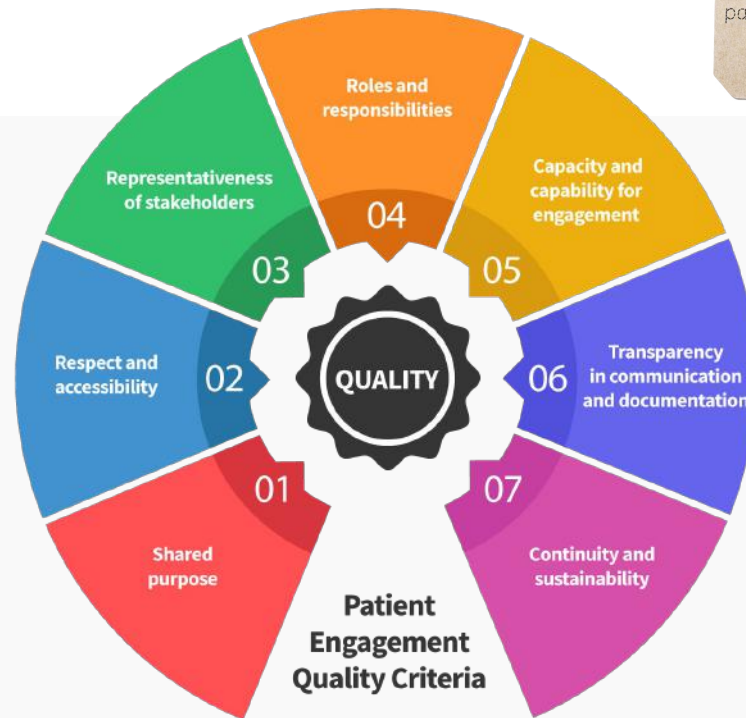 01
Shared
purpose
02
Respect and
accessibility
03
Representativeness
of stakeholders
04
Roles and
responsibilities
05
Capacity and
capability for
engagement
06
Transparency
in communication
and documentation
07
Continuity and
sustainability
QUALITY
Patient
Engagement
Quality Criteria